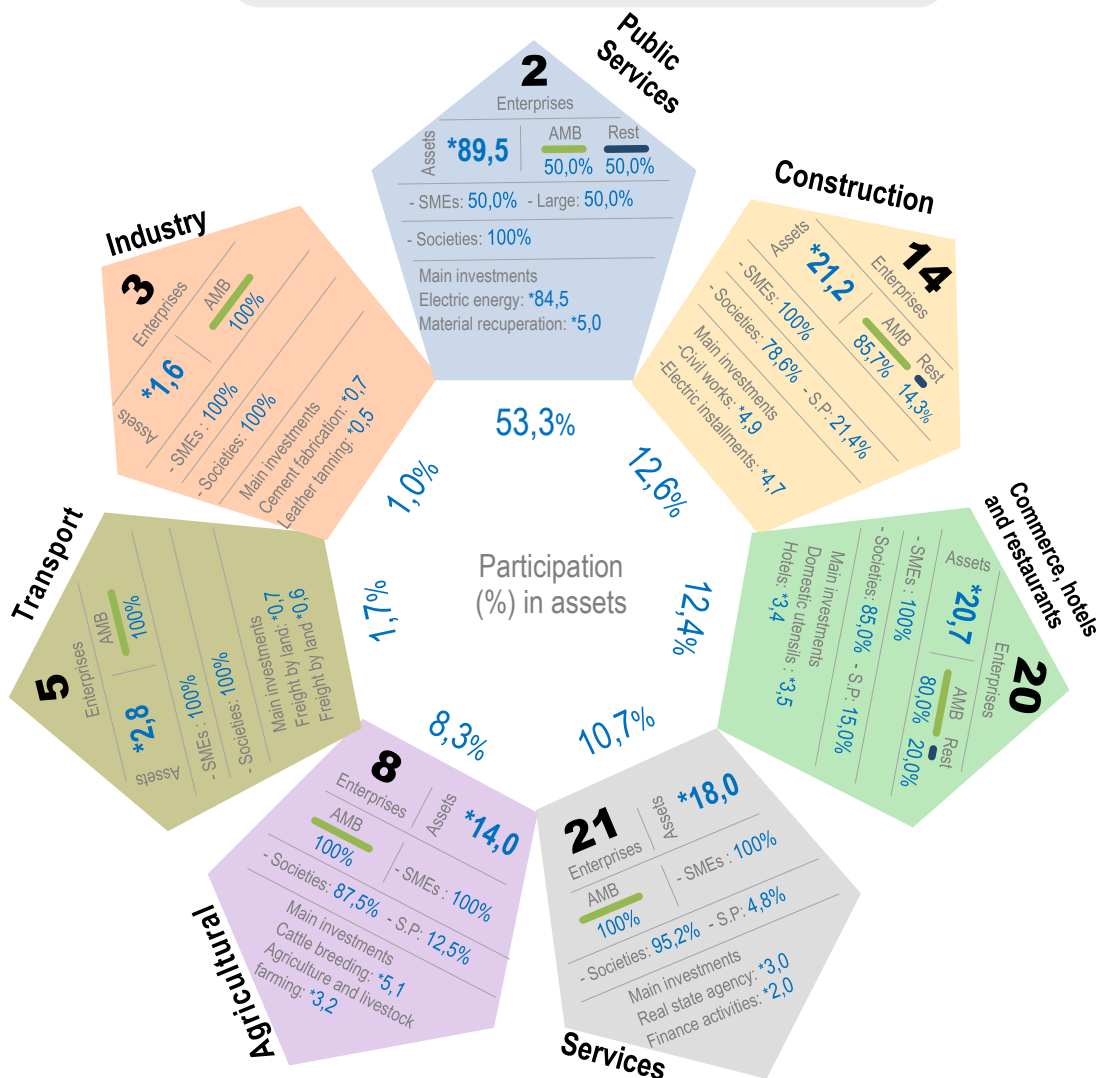 Public
Services
2
Enterprises
Assets
*89,5
AMB
50,0%
Rest
50,0%
- SMEs: 50,0% - Large: 50,0%
- Societies: 100%
Main investments
Electric energy: *84,5
Material recuperation: *5,0
53,3%
Construction
14
Enterprises
Assets
*21,2
AMB
85,7%
Rest
14,3%
- SMEs: 100%
- Societies: 78,6% - S.P: 21,4%
Main investments
-Civil works: *4,9
-Electric installments: *4,7
12,6%
Commerce, hotels
and restaurants
20
Enterprises
Assets
*20,7
AMB
80,0%
Rest
20,0%
- SMEs : 100%
- Societies: 85,0% - S.P: 15,0%
Main investments
Domestic utensils : *3,5
Hotels: *3,4
12,4%
Services
21
Enterprises
Assets
*18,0
AMB
100%
- SMEs : 100%
- Societies: 95,2% - S.P: 4,8%
Main investments
Real state agency: *3,0
Finance activities: *2,0
10,7%
Agricultural
8
Enterprises
Assets
*14,0
AMB
100%
- SMEs : 100%
- Societies: 87,5% - S.P: 12,5%
Main investments
Cattle breeding: *5,1
Agriculture and livestock
farming: *3,2
8,3%
Transport
5
Enterprises
Assets
*2,8
AMB
100%
- SMEs : 100%
- Societies: 100%
Main investments
Freight by land: *0,7
Freight by land *0,6
1,7%
Industry
3
Enterprises
Assets
*1,6
AMB
100%
- SMEs : 100%
- Societies: 100%
Main investments
Cement fabrication: *0,7
Leather tanning: *0,5
1,0%
Participation
(%) in assets